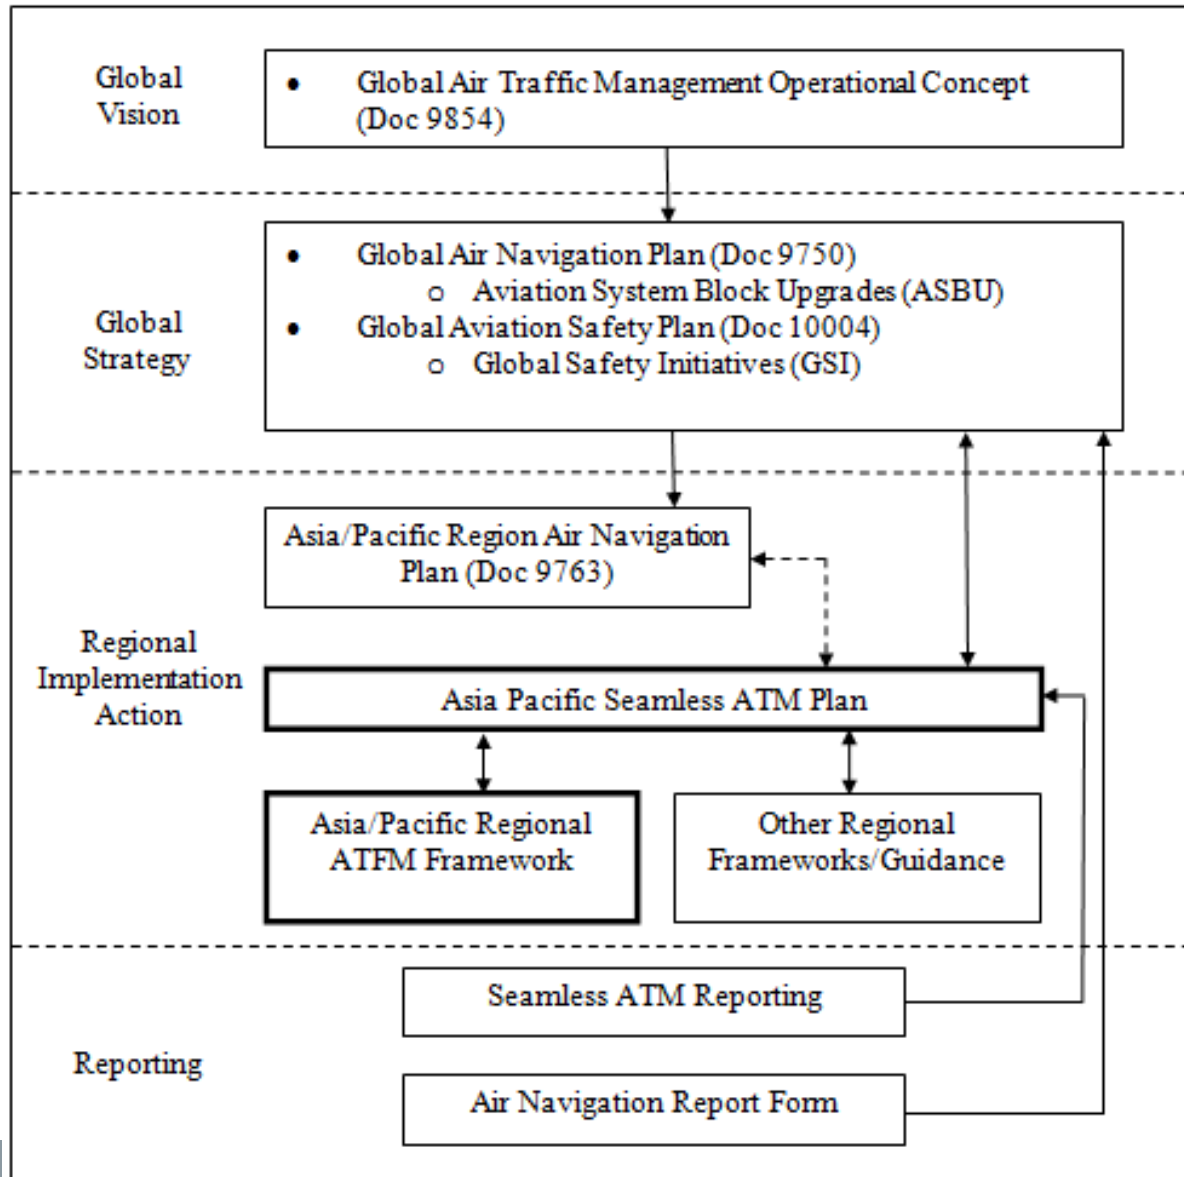 Global
Vision
• Global Air Traffic Management Operational Concept
(Doc 9854)
Global
Strategy
• Global Air Navigation Plan (Doc 9750)
o Aviation System Block Upgrades (ASBU)
• Global Aviation Safety Plan (Doc 10004)
o Global Safety Initiatives (GSI)
Regional
Implementation
Action
Asia/Pacific Region Air Navigation
Plan (Doc 9763)
Asia Pacific Seamless ATM Plan
Asia/Pacific Regional
ATFM Framework
Other Regional
Frameworks/Guidance
Reporting
Seamless ATM Reporting
Air Navigation Report Form